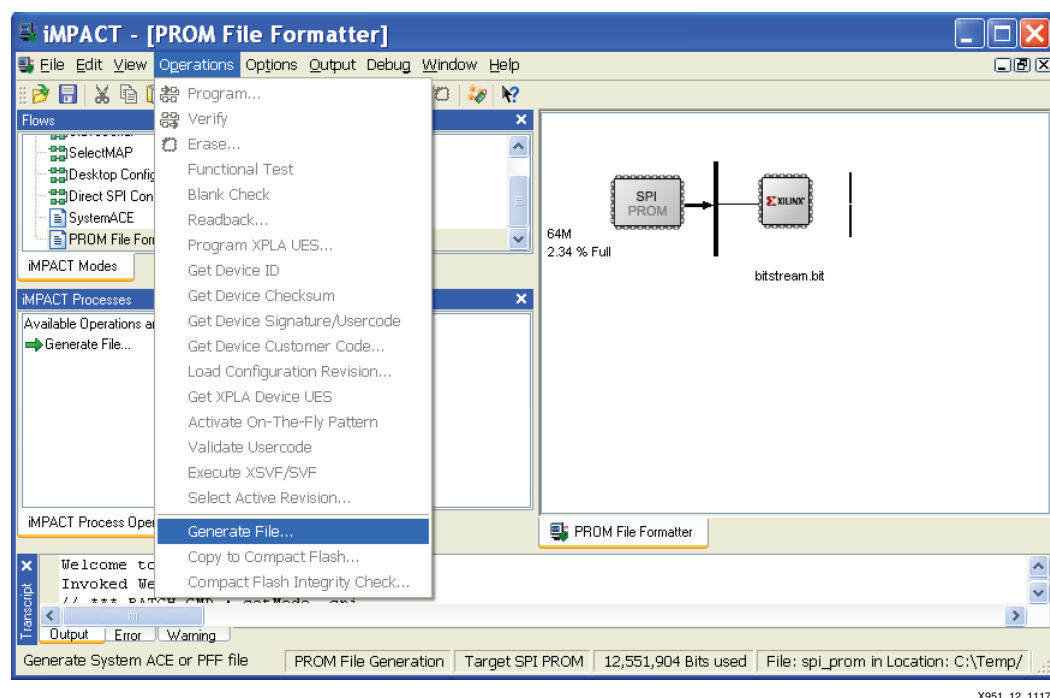 iMPACT - [PROM File Formatter]
File Edit View Operations Options Output Debug Window Help
Flows
SelectMAP
Desktop Config
Direct SPI Con
SystemACE
PROM File For
iMPACT Modes
iMPACT Processes
Available Operations a
Generate File...
iMPACT Process Ope
Program...
Verify
Erase...
Functional Test
Blank Check
Readback...
Program XPLA UES...
Get Device ID
Get Device Checksum
Get Device Signature/Usercode
Get Device Customer Code...
Load Configuration Revision...
Get XPLA Device UES
Activate On-The-Fly Pattern
Validate Usercode
Execute XSVF/SVF
Select Active Revision...
Generate File...
Copy to Compact Flash...
Compact Flash Integrity Check...
SPI
PROM
XILINX
64M
2.34 % Full
bitstream.bit
PROM File Formatter
Transcript
Welcome to
Invoked We
// *** BATCH CMD : setMode -spi
Output Error Warning
Generate System ACE or PFF file PROM File Generation Target SPI PROM 12,551,904 Bits used File: spi_prom in Location: C:\Temp/